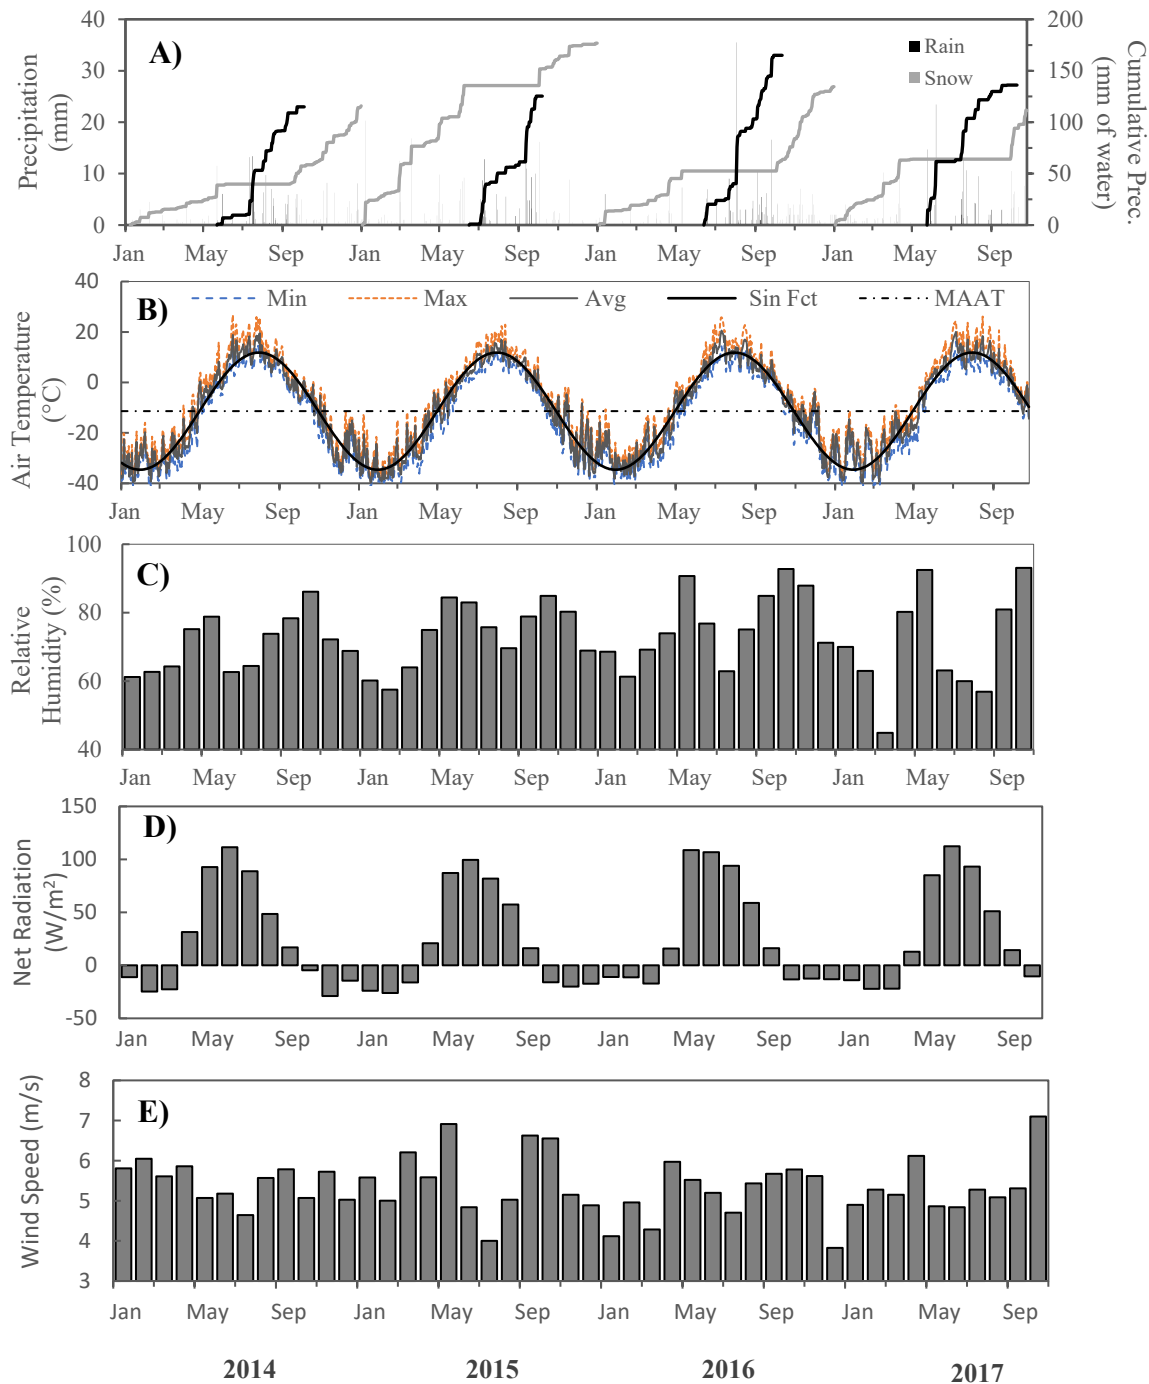 A)
Precipitation
(mm)
40
30
20
10
0
Rain
Snow
200
150
100
50
0
Cumulative Prec.
(mm of water)
Jan May Sep Jan May Sep Jan May Sep Jan May Sep
B)
Min Max Avg Sin Fct MAAT
Air Temperature
(°C)
40
20
0
-20
-40
Jan May Sep Jan May Sep Jan May Sep Jan May Sep
C)
Relative
Humidity (%)
100
80
60
40
Jan May Sep Jan May Sep Jan May Sep Jan May Sep
D)
Net Radiation
(W/m²)
150
100
50
0
-50
Jan May Sep Jan May Sep Jan May Sep Jan May Sep
E)
Wind Speed (m/s)
8
7
6
5
4
3
Jan May Sep Jan May Sep Jan May Sep Jan May Sep
2014 2015 2016 2017